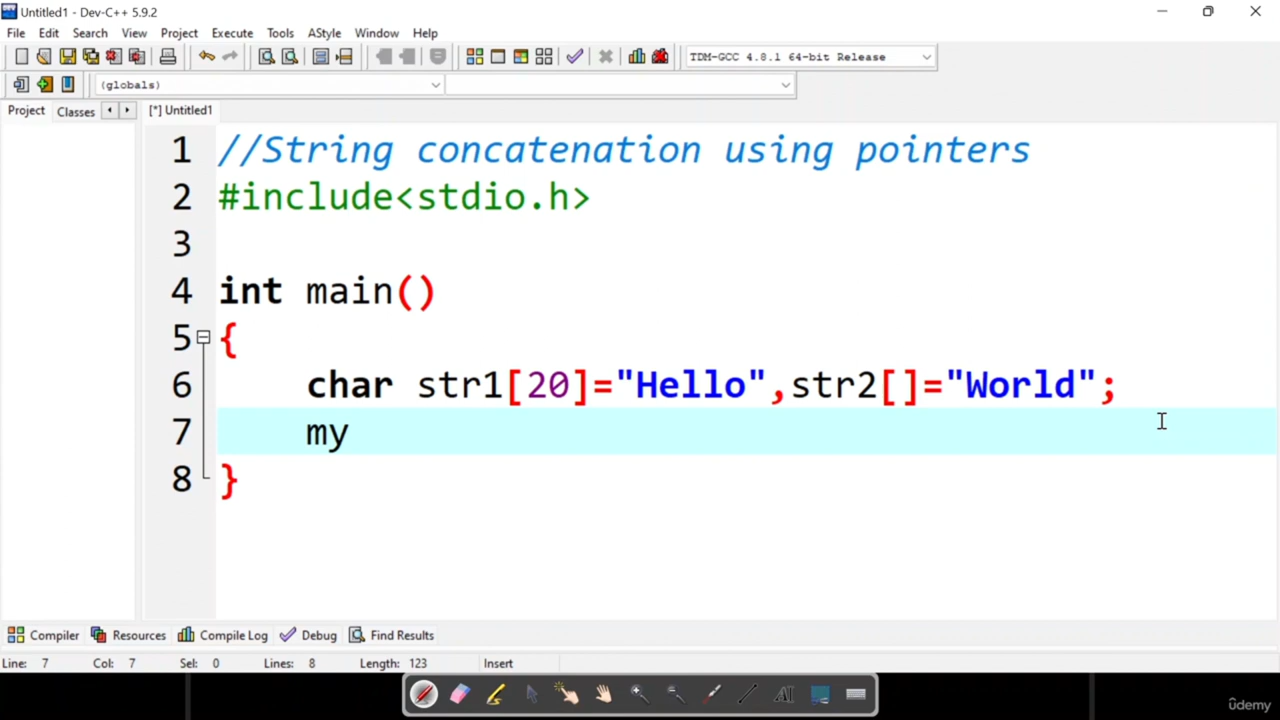 Untitled1 - Dev-C++ 5.9.2
File Edit Search View Project Execute Tools AStyle Window Help
TDM-GCC 4.8.1 64-bit Release
(globals)
Project Classes [*] Untitled1
1 //String concatenation using pointers
2 #include<stdio.h>
3
4 int main()
5 {
6 char str1[20]="Hello",str2[]="World";
7 my
8 }
Compiler Resources Compile Log Debug Find Results
Line: 7 Col: 7 Sel: 0 Lines: 8 Length: 123 Insert
AI
ûdemy